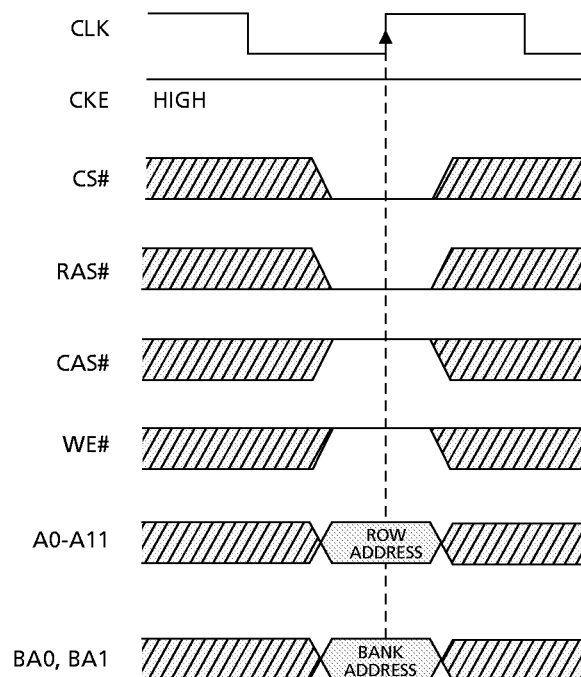 CLK
CKE HIGH
CS#
RAS#
CAS#
WE#
A0-A11 ROW
ADDRESS
BA0, BA1 BANK
ADDRESS